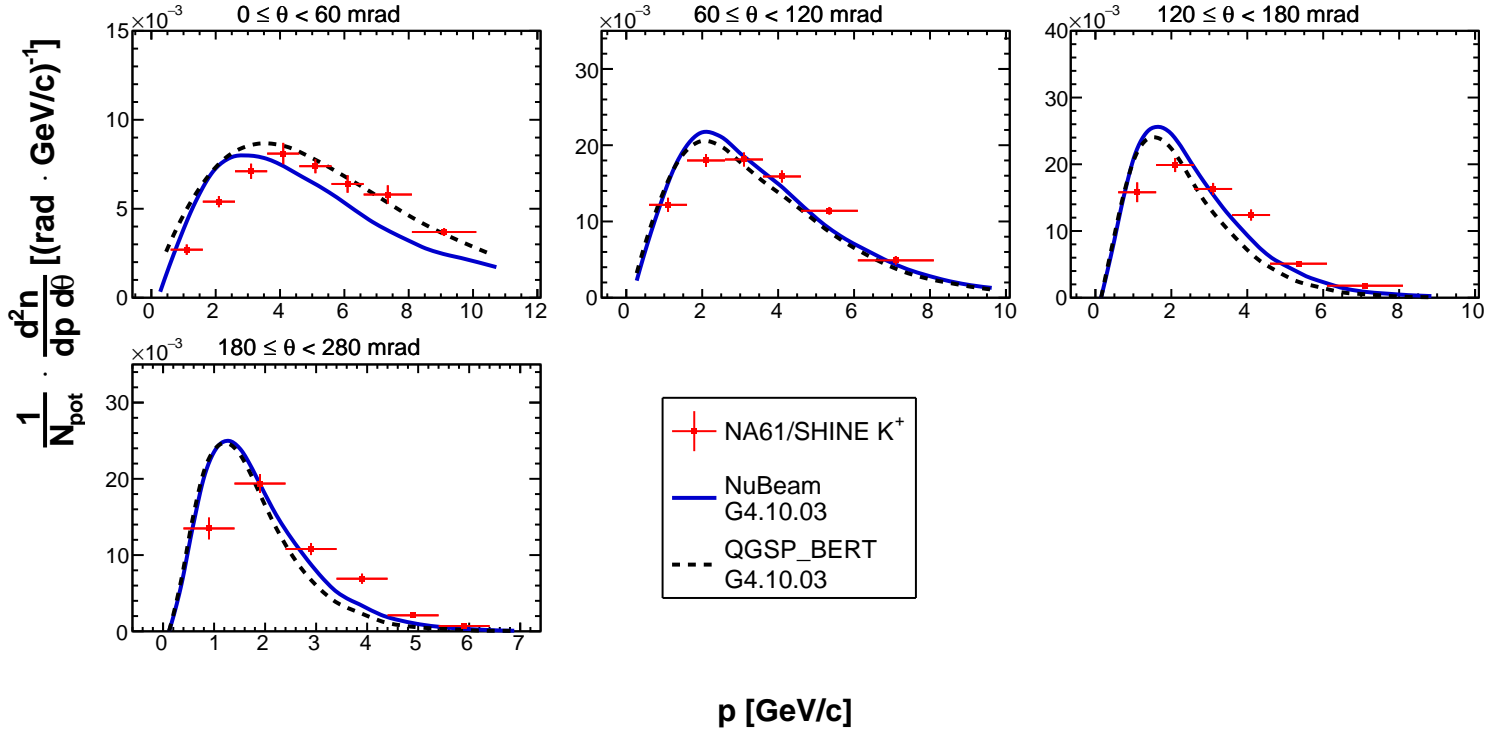 ×10⁻³ 0 ≤ θ < 60 mrad
15
10
5
0
0 2 4 6 8 10 12
×10⁻³ 60 ≤ θ < 120 mrad
30
20
10
0
0 2 4 6 8 10
×10⁻³ 120 ≤ θ < 180 mrad
40
30
20
10
0
0 2 4 6 8 10
×10⁻³ 180 ≤ θ < 280 mrad
30
20
10
0
0 1 2 3 4 5 6 7
1/N_pot · d²n/dp dθ [(rad · GeV/c)⁻¹]
NA61/SHINE K⁺
NuBeam
G4.10.03
QGSP_BERT
G4.10.03
p [GeV/c]